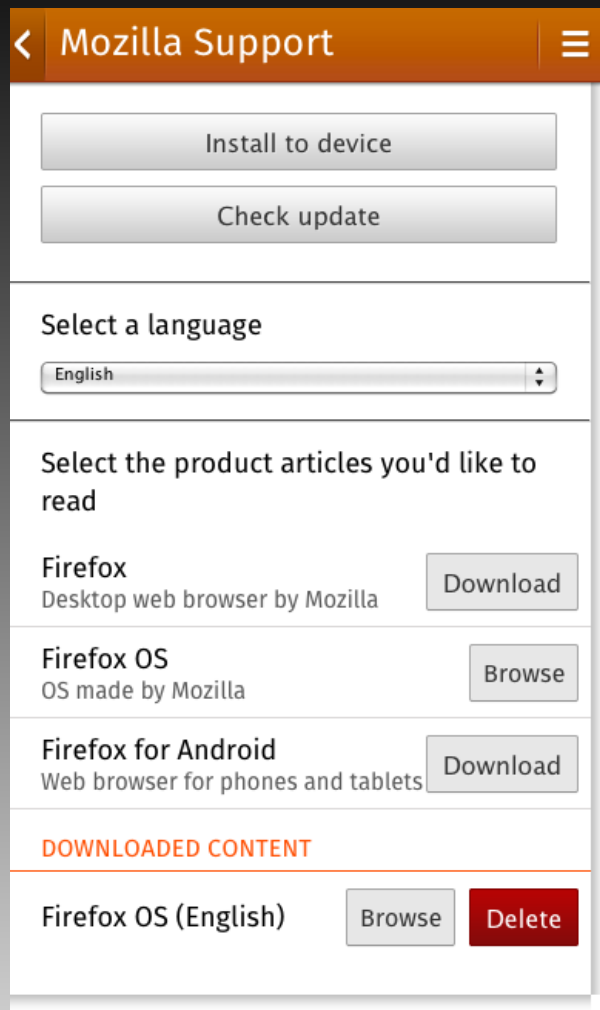 Mozilla Support
Install to device
Check update
Select a language
English
Select the product articles you'd like to
read
Firefox
Desktop web browser by Mozilla
Download
Firefox OS
OS made by Mozilla
Browse
Firefox for Android
Web browser for phones and tablets
Download
DOWNLOADED CONTENT
Firefox OS (English)
Browse
Delete